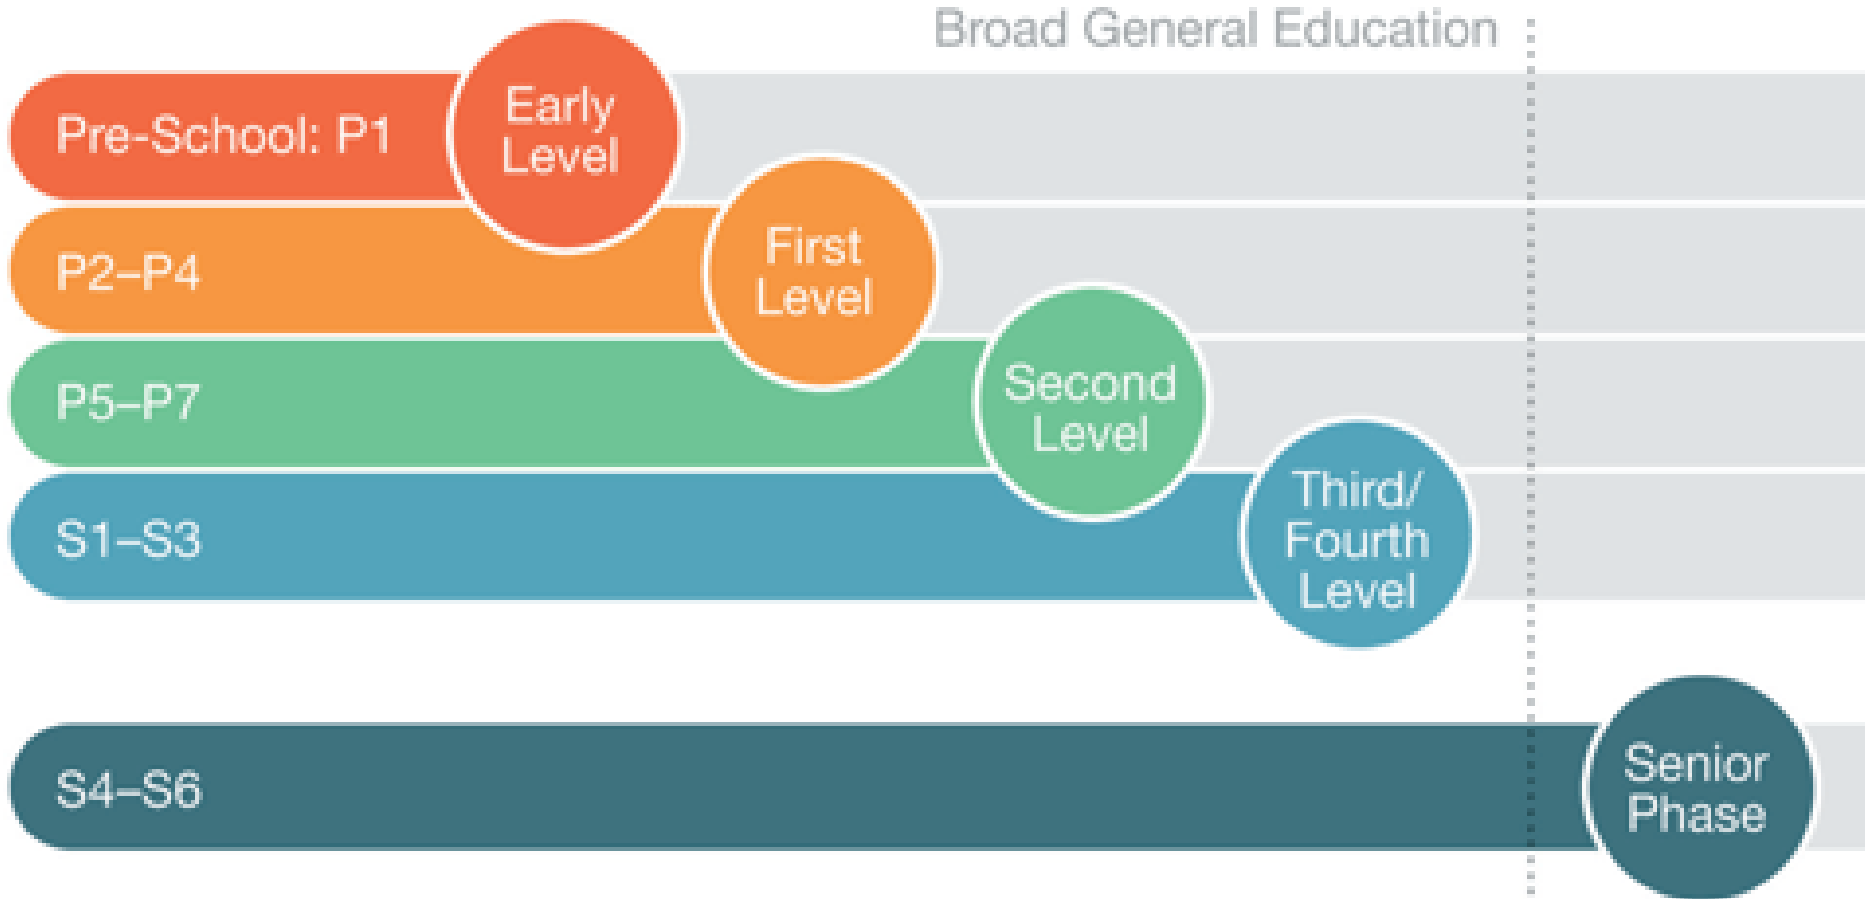 Broad General Education
Pre-School: P1
Early
Level
P2–P4
First
Level
P5–P7
Second
Level
S1–S3
Third/
Fourth
Level
S4–S6
Senior
Phase